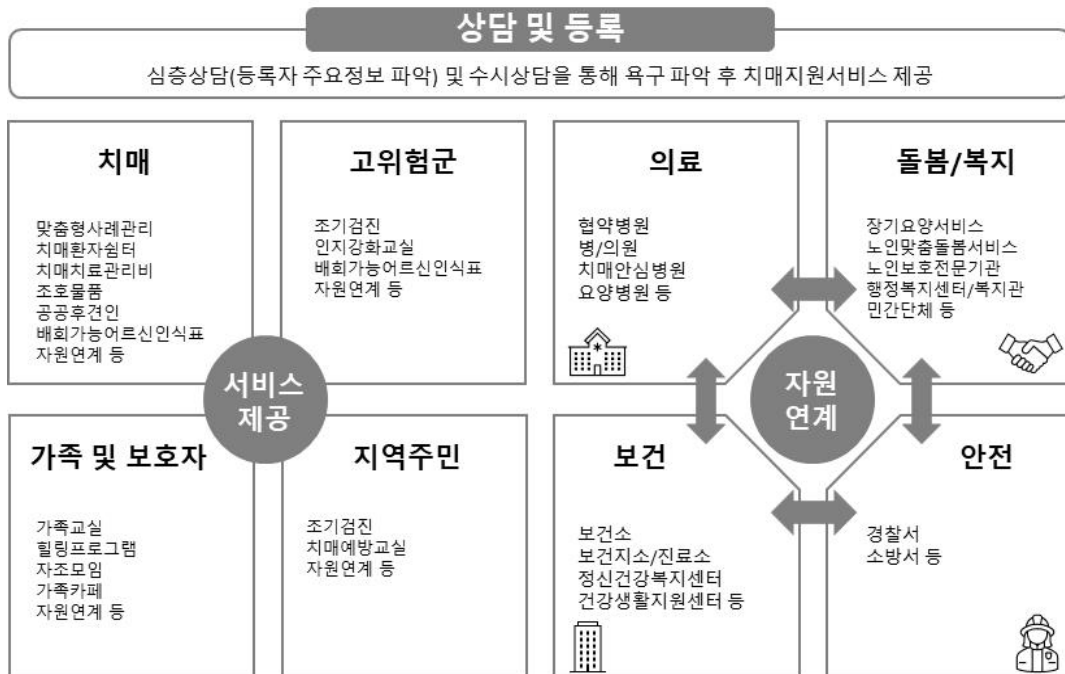 상담 및 등록
심층상담(등록자 주요정보 파악) 및 수시상담을 통해 욕구 파악 후 치매지원서비스 제공
치매
맞춤형사례관리
치매환자쉼터
치매치료관리비
조호물품
공공후견인
배회가능어르신인식표
자원연계 등
고위험군
조기검진
인지강화교실
배회가능어르신인식표
자원연계 등
서비스
제공
가족 및 보호자
가족교실
힐링프로그램
자조모임
가족카페
자원연계 등
지역주민
조기검진
치매예방교실
자원연계 등
의료
협약병원
병/의원
치매안심병원
요양병원 등
돌봄/복지
장기요양서비스
노인맞춤돌봄서비스
노인보호전문기관
행정복지센터/복지관
민간단체 등
자원
연계
보건
보건소
보건지소/진료소
정신건강복지센터
건강생활지원센터 등
안전
경찰서
소방서 등